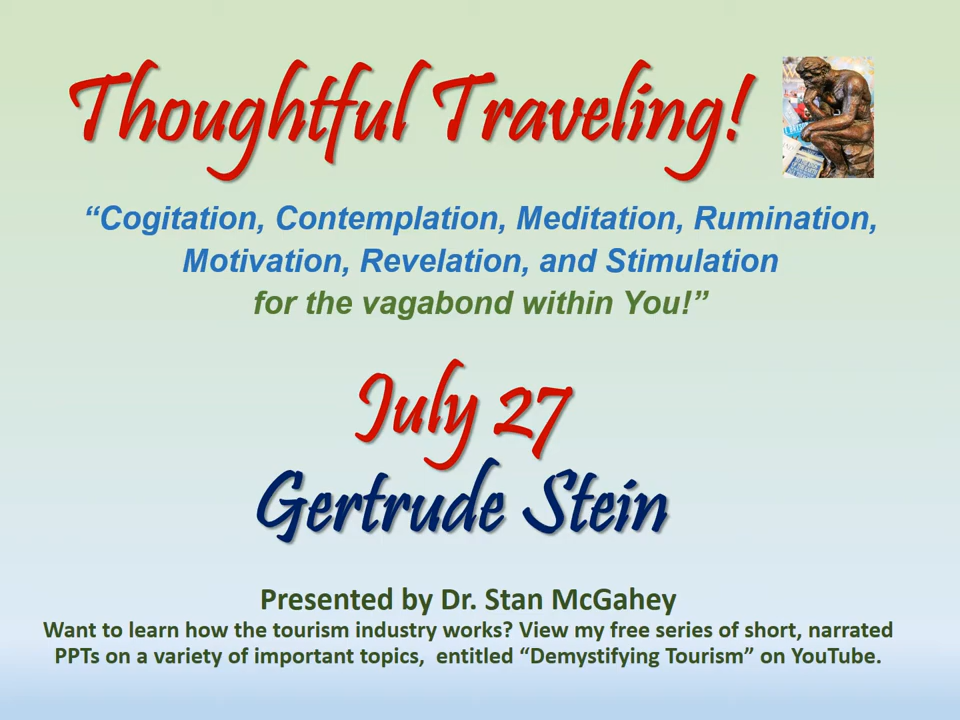 Thoughtful Traveling!
“Cogitation, Contemplation, Meditation, Rumination,
Motivation, Revelation, and Stimulation
for the vagabond within You!”
July 27
Gertrude Stein
Presented by Dr. Stan McGahey
Want to learn how the tourism industry works? View my free series of short, narrated
PPTs on a variety of important topics,  entitled “Demystifying Tourism” on YouTube.